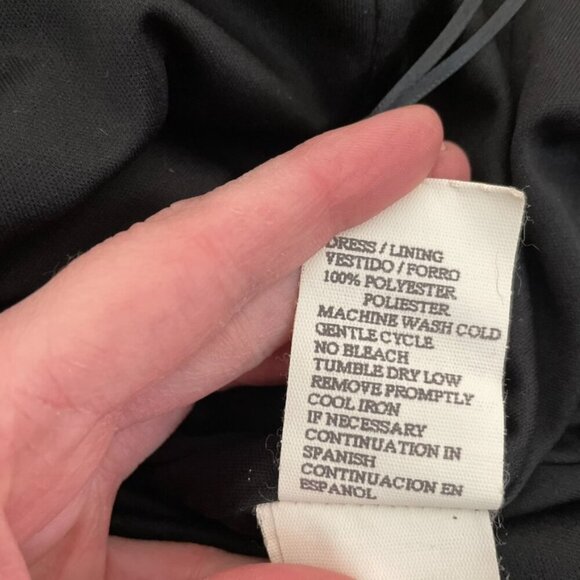 DRESS / LINING
VESTIDO / FORRO
100% POLYESTER
POLIESTER
MACHINE WASH COLD
GENTLE CYCLE
NO BLEACH
TUMBLE DRY LOW
REMOVE PROMPTLY
COOL IRON
IF NECESSARY
CONTINUATION IN
SPANISH
CONTINUACION EN
ESPANOL